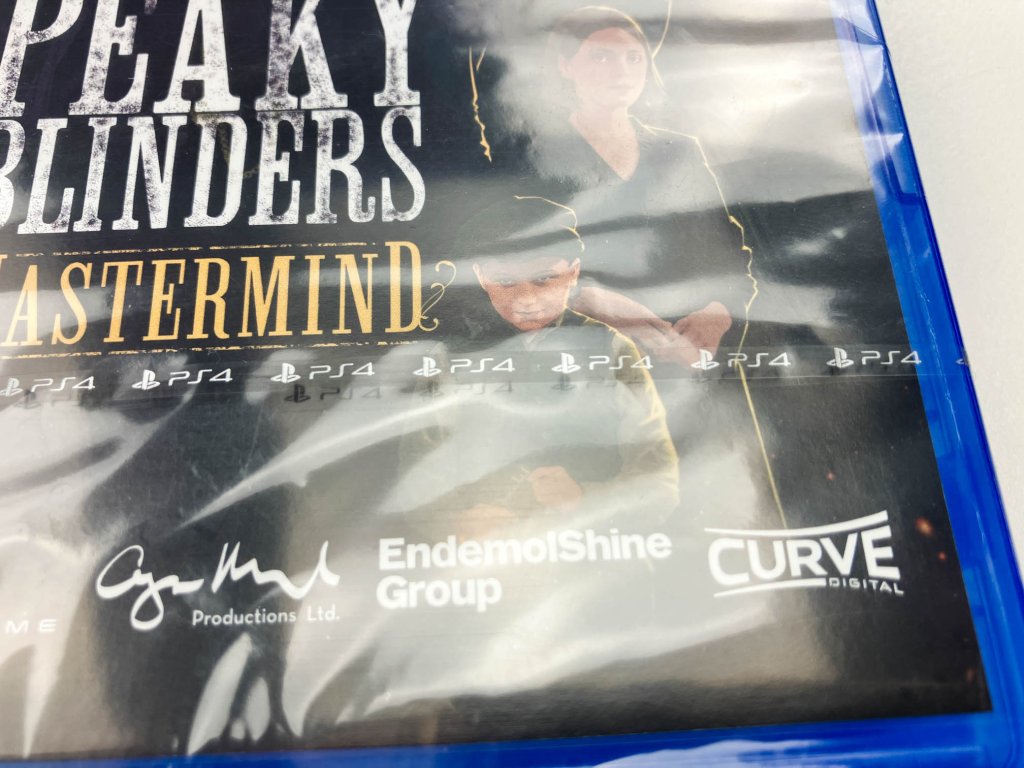 PEAKY
BLINDERS
MASTERMIND
PS4 PS4 PS4 PS4 PS4 PS4 PS4
Productions Ltd.
EndemolShine
Group
CURVE
DIGITAL